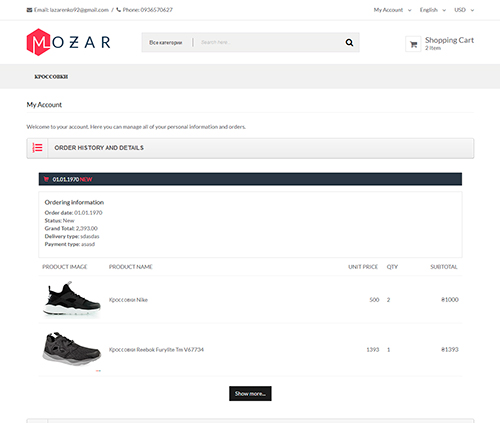 Email: lazarenko92@gmail.com / Phone: 0936570627
My Account English USD
MOZAR
Все категории Search here..
Shopping Cart
2 Item
КРОССОВКИ
My Account
Welcome to your account. Here you can manage all of your personal information and orders.
ORDER HISTORY AND DETAILS
01.01.1970 NEW
Ordering information
Order date: 01.01.1970
Status: New
Grand Total: 2,393.00
Delivery type: sdasdas
Payment type: asasd
PRODUCT IMAGE PRODUCT NAME UNIT PRICE QTY SUBTOTAL
Кроссовки Nike 500 2 ₴1000
Кроссовки Reebok Furylite Tm V67734 1393 1 ₴1393
Show more...